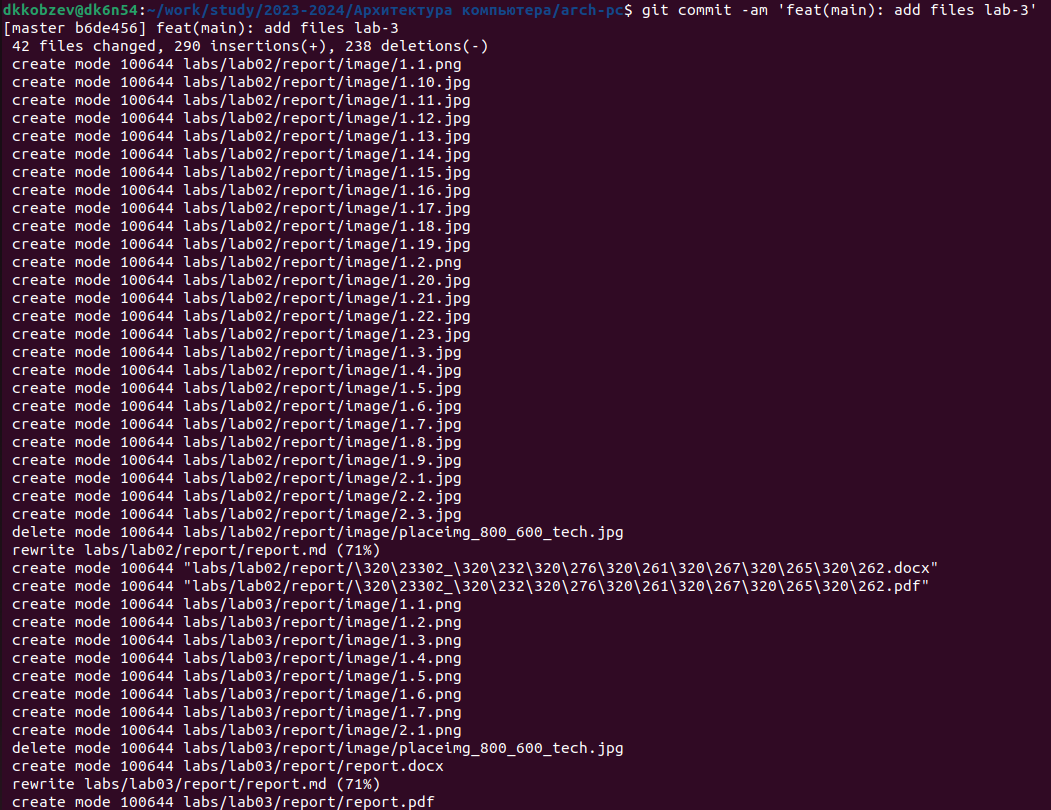 dkkobzev@dk6n54:~/work/study/2023-2024/Архитектура компьютера/arch-pc$ git commit -am 'feat(main): add files lab-3'
[master b6de456] feat(main): add files lab-3
 42 files changed, 290 insertions(+), 238 deletions(-)
 create mode 100644 labs/lab02/report/image/1.1.png
 create mode 100644 labs/lab02/report/image/1.10.jpg
 create mode 100644 labs/lab02/report/image/1.11.jpg
 create mode 100644 labs/lab02/report/image/1.12.jpg
 create mode 100644 labs/lab02/report/image/1.13.jpg
 create mode 100644 labs/lab02/report/image/1.14.jpg
 create mode 100644 labs/lab02/report/image/1.15.jpg
 create mode 100644 labs/lab02/report/image/1.16.jpg
 create mode 100644 labs/lab02/report/image/1.17.jpg
 create mode 100644 labs/lab02/report/image/1.18.jpg
 create mode 100644 labs/lab02/report/image/1.19.jpg
 create mode 100644 labs/lab02/report/image/1.2.png
 create mode 100644 labs/lab02/report/image/1.20.jpg
 create mode 100644 labs/lab02/report/image/1.21.jpg
 create mode 100644 labs/lab02/report/image/1.22.jpg
 create mode 100644 labs/lab02/report/image/1.23.jpg
 create mode 100644 labs/lab02/report/image/1.3.jpg
 create mode 100644 labs/lab02/report/image/1.4.jpg
 create mode 100644 labs/lab02/report/image/1.5.jpg
 create mode 100644 labs/lab02/report/image/1.6.jpg
 create mode 100644 labs/lab02/report/image/1.7.jpg
 create mode 100644 labs/lab02/report/image/1.8.jpg
 create mode 100644 labs/lab02/report/image/1.9.jpg
 create mode 100644 labs/lab02/report/image/2.1.jpg
 create mode 100644 labs/lab02/report/image/2.2.jpg
 create mode 100644 labs/lab02/report/image/2.3.jpg
 delete mode 100644 labs/lab02/report/image/placeimg_800_600_tech.jpg
 rewrite labs/lab02/report/report.md (71%)
 create mode 100644 "labs/lab02/report/\320\23302_\320\232\320\276\320\261\320\267\320\265\320\262.docx"
 create mode 100644 "labs/lab02/report/\320\23302_\320\232\320\276\320\261\320\267\320\265\320\262.pdf"
 create mode 100644 labs/lab03/report/image/1.1.png
 create mode 100644 labs/lab03/report/image/1.2.png
 create mode 100644 labs/lab03/report/image/1.3.png
 create mode 100644 labs/lab03/report/image/1.4.png
 create mode 100644 labs/lab03/report/image/1.5.png
 create mode 100644 labs/lab03/report/image/1.6.png
 create mode 100644 labs/lab03/report/image/1.7.png
 create mode 100644 labs/lab03/report/image/2.1.png
 delete mode 100644 labs/lab03/report/image/placeimg_800_600_tech.jpg
 create mode 100644 labs/lab03/report/report.docx
 rewrite labs/lab03/report/report.md (71%)
 create mode 100644 labs/lab03/report/report.pdf